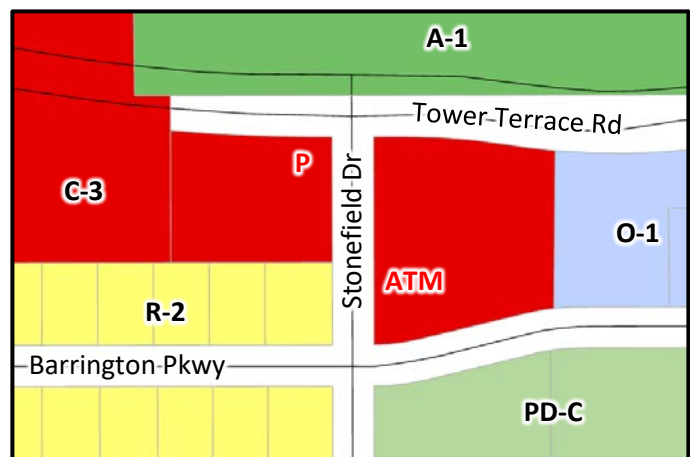 A-1
Tower Terrace Rd
P
C-3
Stonefield Dr
O-1
ATM
R-2
Barrington Pkwy
PD-C